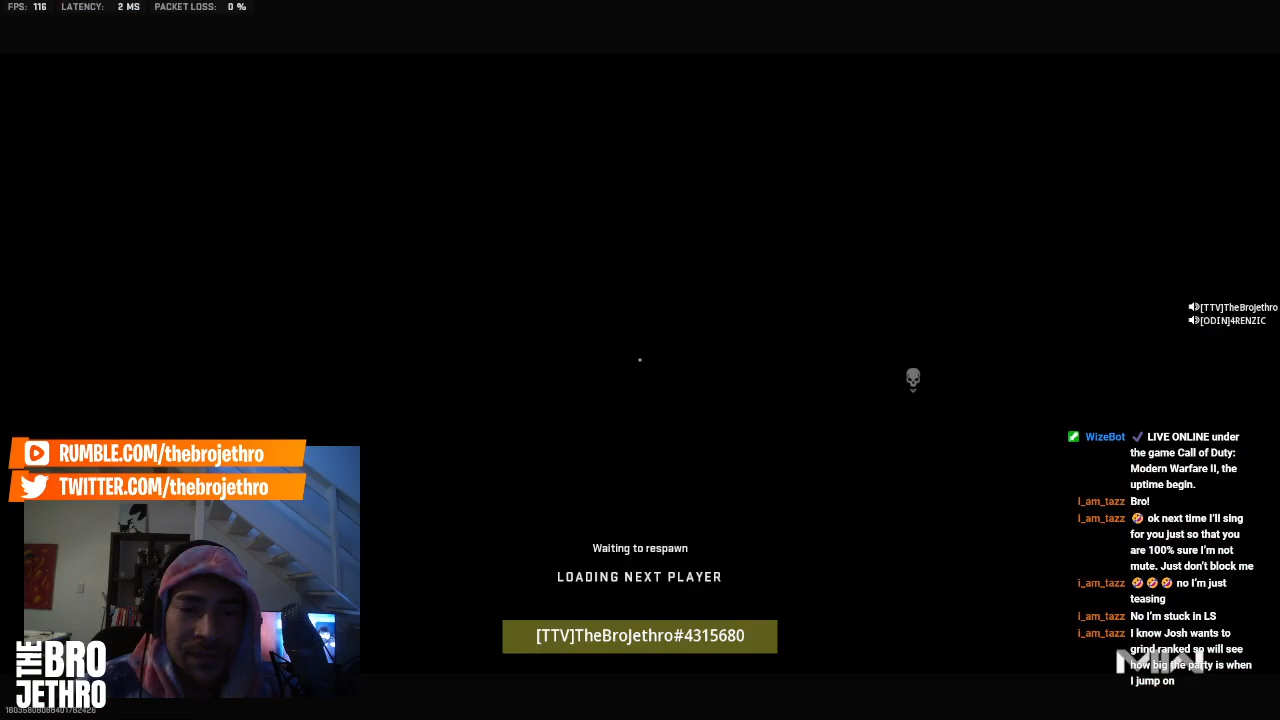 FPS: 116 LATENCY: 2 MS PACKET LOSS: 0 %
[TTV]TheBroJethro
[ODIN]4RENZIC
WizeBot LIVE ONLINE under
the game Call of Duty:
Modern Warfare II, the
uptime begin.
i_am_tazz Bro!
i_am_tazz 🤣 ok next time I'll sing
for you just so that you
are 100% sure I'm not
mute. Just don't block me
i_am_tazz 🤣 🤣 🤣 no I'm just
teasing
i_am_tazz No I'm stuck in LS
i_am_tazz I know Josh wants to
grind ranked so will see
how big the party is when
I jump on
RUMBLE.COM/thebrojethro
TWITTER.COM/thebrojethro
Waiting to respawn
LOADING NEXT PLAYER
[TTV]TheBroJethro#4315680
THE BRO
JETHRO